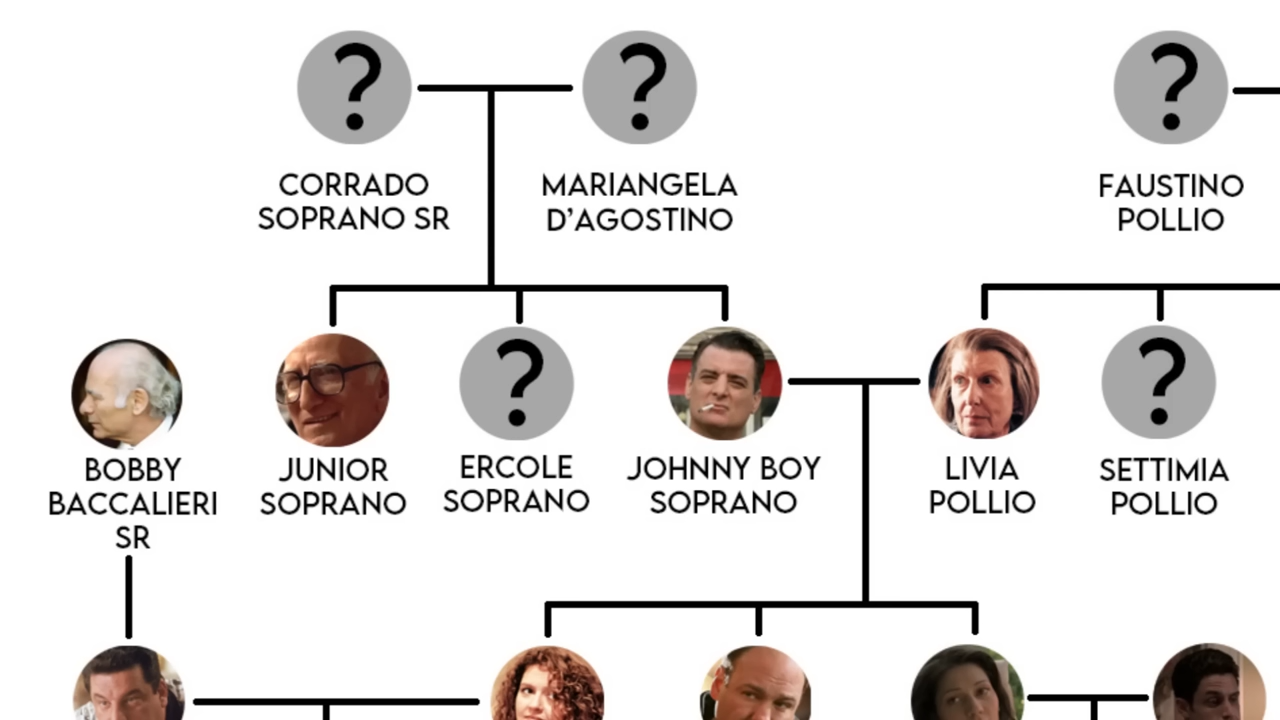 CORRADO
SOPRANO SR
MARIANGELA
D'AGOSTINO
FAUSTINO
POLLIO
BOBBY
BACCALIERI
SR
JUNIOR
SOPRANO
ERCOLE
SOPRANO
JOHNNY BOY
SOPRANO
LIVIA
POLLIO
SETTIMIA
POLLIO